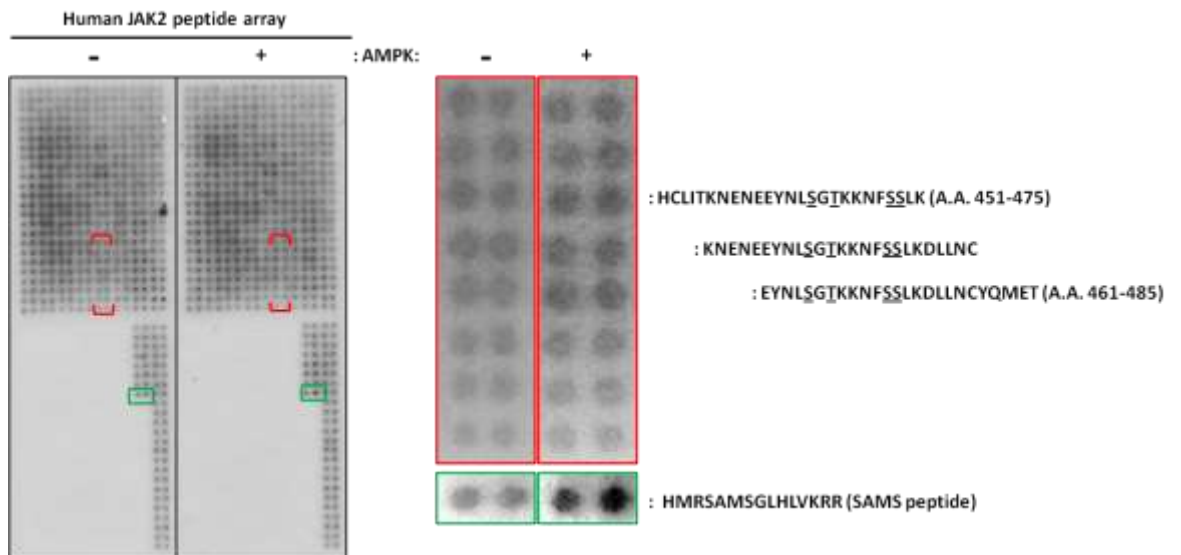 Human JAK2 peptide array
- + : AMPK: - +
: HCLITKNENEEYNLSGTKKNFSSLK (A.A. 451-475)
: KNENEEYNLSGTKKNFSSLKDLLNC
: EYNLSGTKKNFSSLKDLLNCYQMET (A.A. 461-485)
: HMRSAMSGLHLVKRR (SAMS peptide)